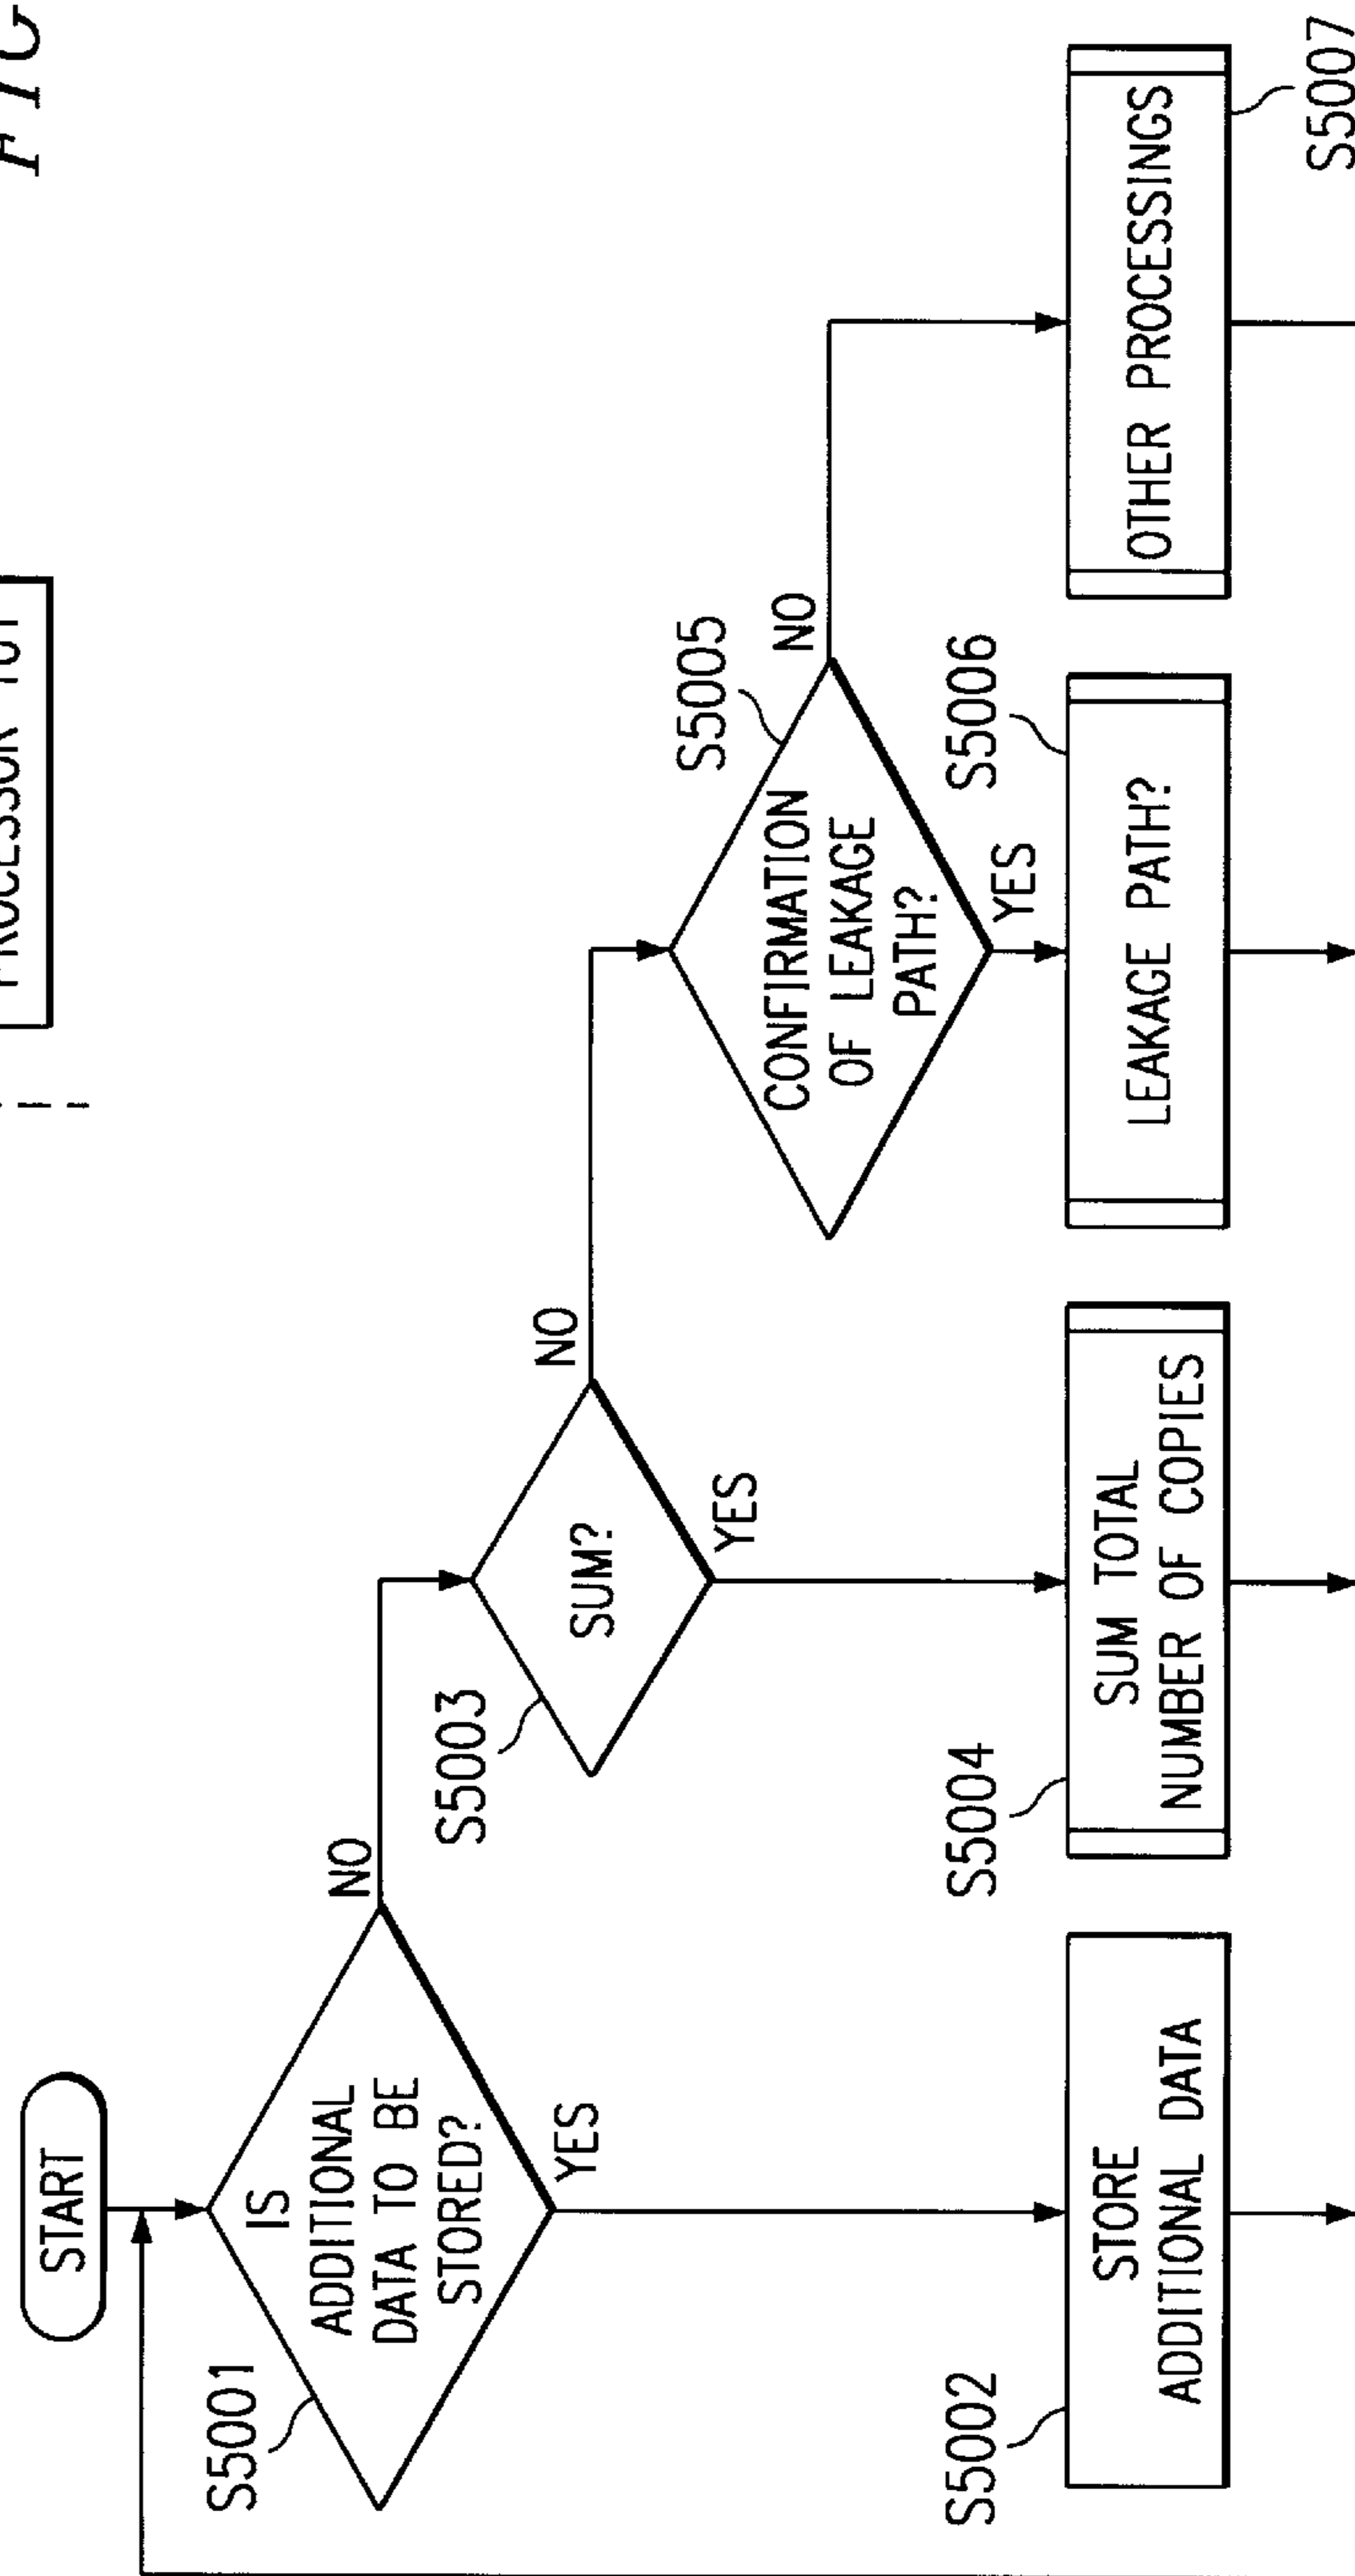 FIG
START
S5001
IS
ADDITIONAL
DATA TO BE
STORED?
NO
YES
S5003
SUM?
NO
YES
S5005
CONFIRMATION
OF LEAKAGE
PATH?
NO
YES
S5002
STORE
ADDITIONAL DATA
S5004
SUM TOTAL
NUMBER OF COPIES
S5006
LEAKAGE PATH?
OTHER PROCESSINGS
S5007